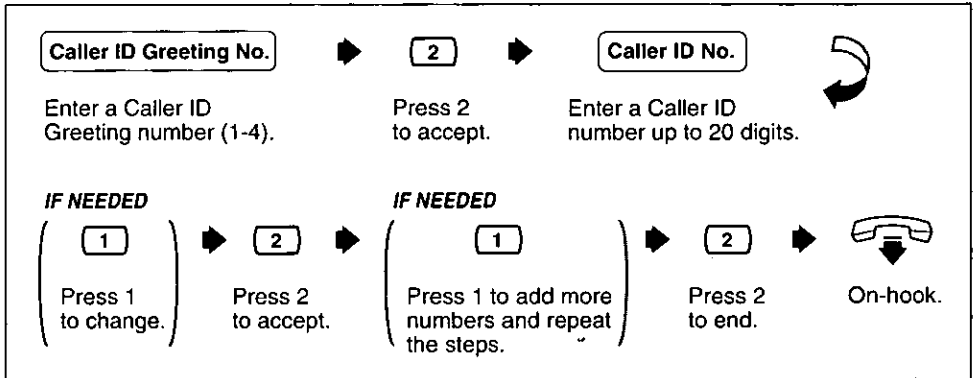 Caller ID Greeting No.
2
Caller ID No.
Enter a Caller ID
Greeting number (1-4).
Press 2
to accept.
Enter a Caller ID
number up to 20 digits.
IF NEEDED
IF NEEDED
1
2
1
2
Press 1
to change.
Press 2
to accept.
Press 1 to add more
numbers and repeat
the steps.
Press 2
to end.
On-hook.